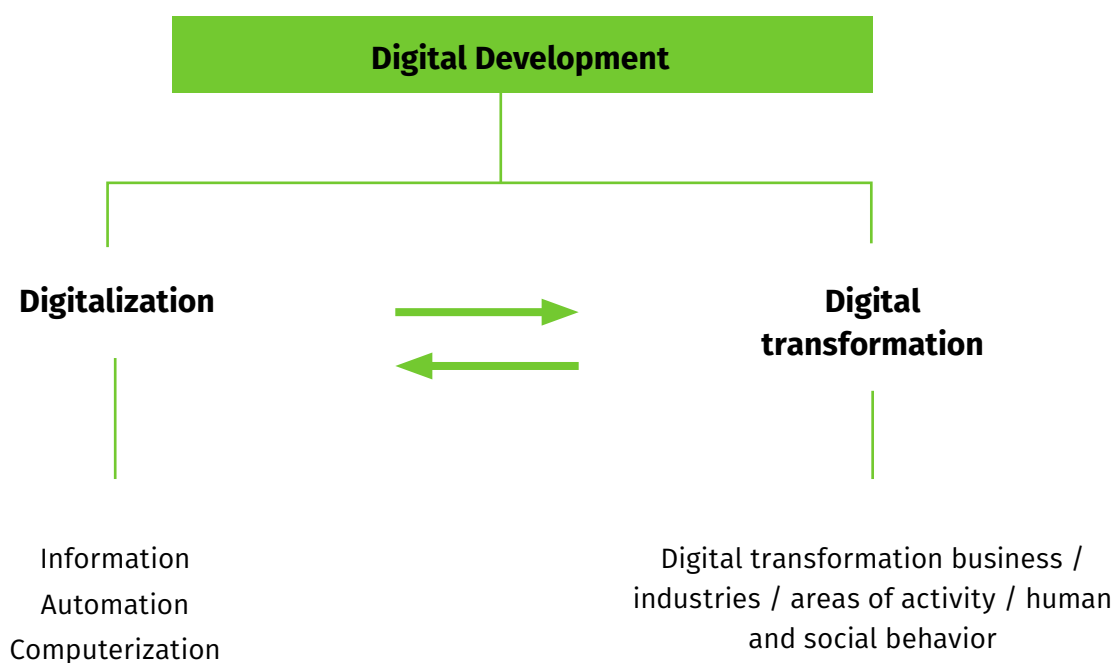 Digital Development
Digitalization
Digital
transformation
Information
Automation
Computerization
Digital transformation business /
industries / areas of activity / human
and social behavior